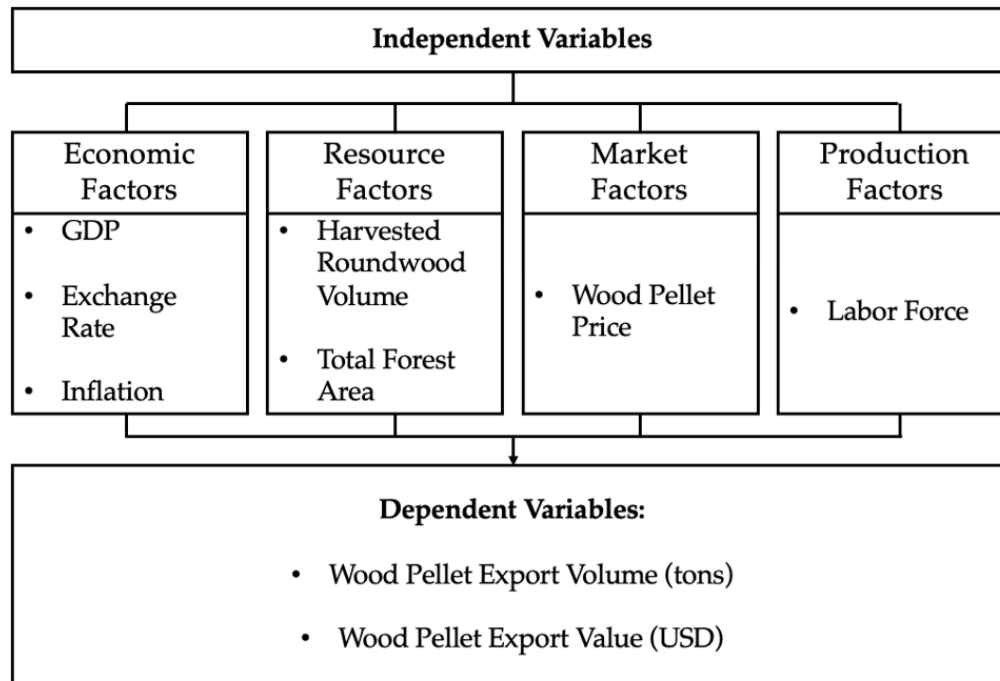 Independent Variables
Economic
Factors
• GDP
• Exchange
Rate
• Inflation
Resource
Factors
• Harvested
Roundwood
Volume
• Total Forest
Area
Market
Factors
• Wood Pellet
Price
Production
Factors
• Labor Force
Dependent Variables:
• Wood Pellet Export Volume (tons)
• Wood Pellet Export Value (USD)